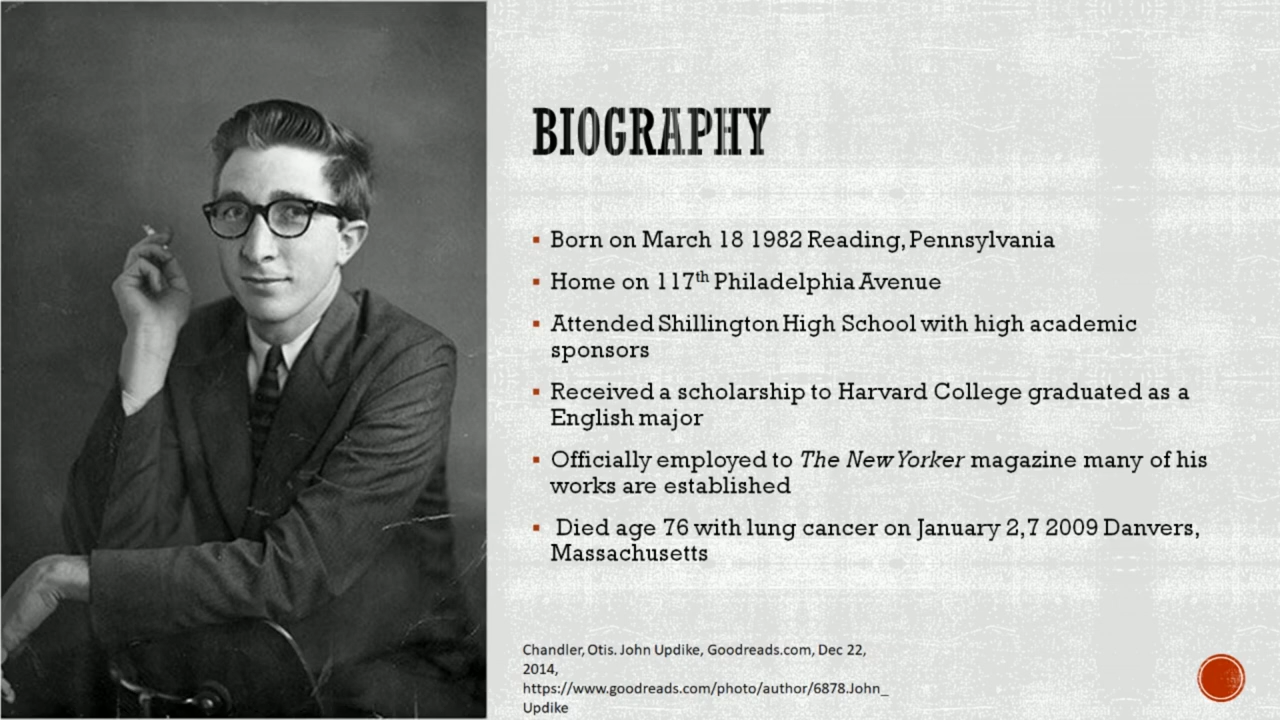 BIOGRAPHY
Born on March 18 1982 Reading, Pennsylvania
Home on 117th Philadelphia Avenue
Attended Shillington High School with high academic
sponsors
Received a scholarship to Harvard College graduated as a
English major
Officially employed to The New Yorker magazine many of his
works are established
Died age 76 with lung cancer on January 2,7 2009 Danvers,
Massachusetts
Chandler, Otis. John Updike, Goodreads.com, Dec 22,
2014,
https://www.goodreads.com/photo/author/6878.John_
Updike